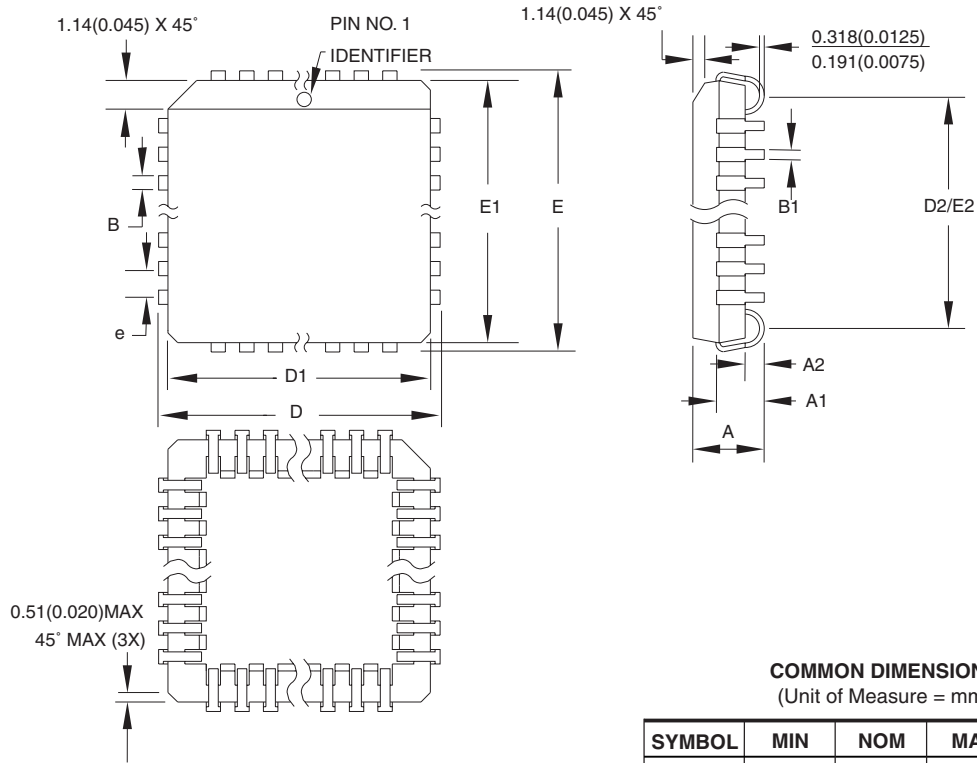 1.14(0.045) X 45˚
PIN NO. 1
IDENTIFIER
1.14(0.045) X 45˚
0.318(0.0125)
0.191(0.0075)
B
e
E1
E
B1
D2/E2
D1
D
A2
A1
A
0.51(0.020)MAX
45˚ MAX (3X)
COMMON DIMENSION
(Unit of Measure = mm
SYMBOL MIN NOM MA